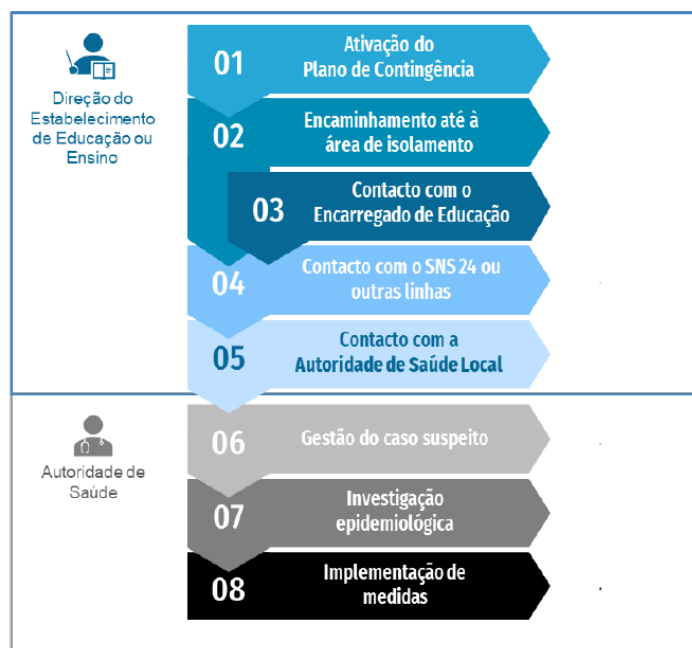 Direção do
Estabelecimento
de Educação ou
Ensino
01
Ativação do
Plano de Contingência
02
Encaminhamento até à
área de isolamento
03
Contacto com o
Encarregado de Educação
04
Contacto com o SNS 24 ou
outras linhas
05
Contacto com a
Autoridade de Saúde Local
Autoridade de
Saúde
06
Gestão do caso suspeito
07
Investigação
epidemiológica
08
Implementação de
medidas